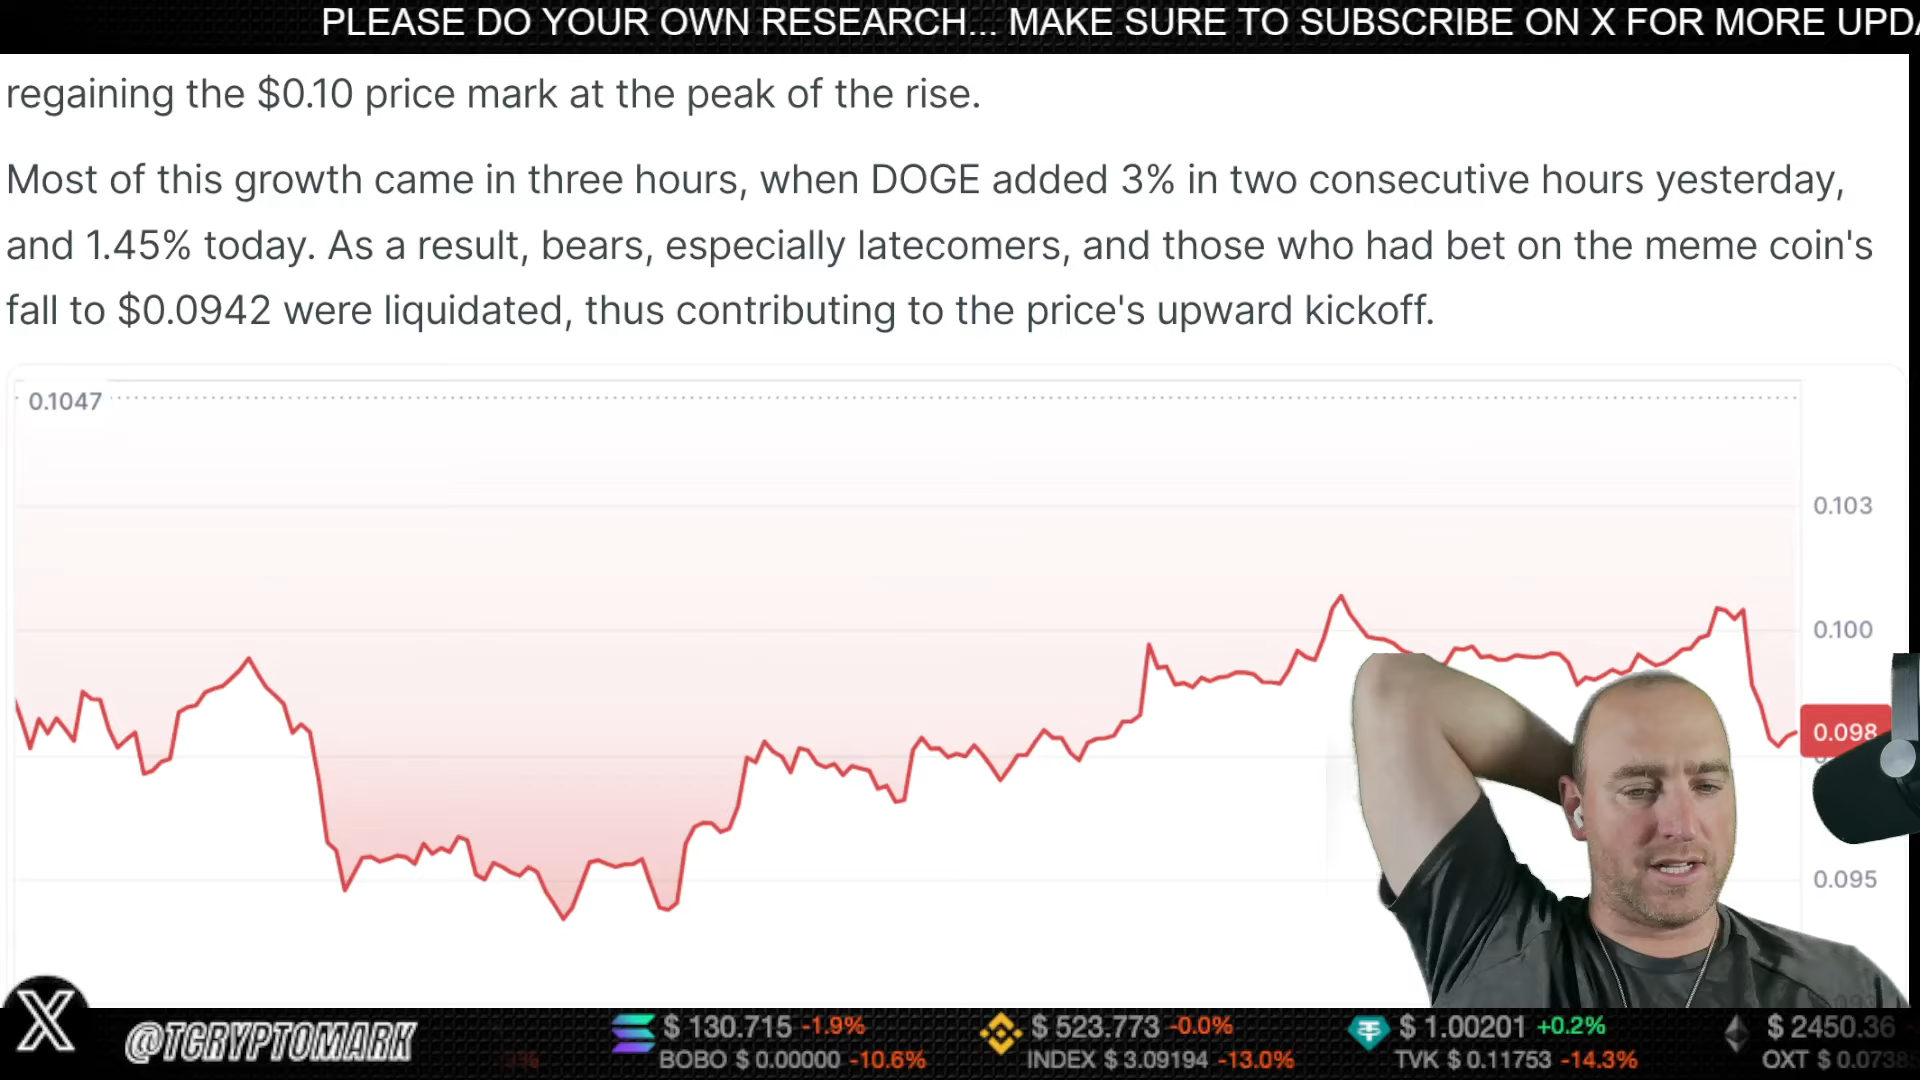 PLEASE DO YOUR OWN RESEARCH... MAKE SURE TO SUBSCRIBE ON X FOR MORE
regaining the $0.10 price mark at the peak of the rise.
Most of this growth came in three hours, when DOGE added 3% in two consecutive hours yesterday,
and 1.45% today. As a result, bears, especially latecomers, and those who had bet on the meme coin's
fall to $0.0942 were liquidated, thus contributing to the price's upward kickoff.
0.1047
0.103
0.100
0.098
0.095
X
@TCRYPTOMARK
$ 130.715 -1.9% $ 523.773 -0.0% $ 1.00201 +0.2% $ 2450.36
BOBO $ 0.00000 -10.6% INDEX $ 3.09194 -13.0% TVK $ 0.11753 -14.3% OXT